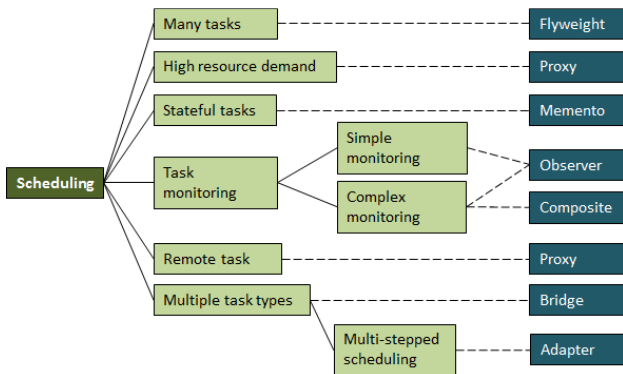 Many tasks
Flyweight
High resource demand
Proxy
Stateful tasks
Memento
Simple
monitoring
Observer
Scheduling
Task
monitoring
Complex
monitoring
Composite
Remote task
Proxy
Multiple task types
Bridge
Multi-stepped
scheduling
Adapter